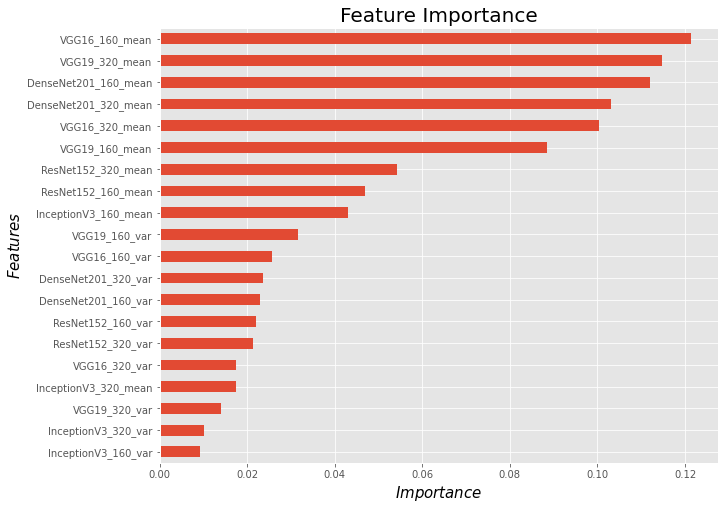 Feature Importance
VGG16_160_mean
VGG19_320_mean
DenseNet201_160_mean
DenseNet201_320_mean
VGG16_320_mean
VGG19_160_mean
ResNet152_320_mean
ResNet152_160_mean
InceptionV3_160_mean
VGG19_160_var
VGG16_160_var
DenseNet201_320_var
DenseNet201_160_var
ResNet152_160_var
ResNet152_320_var
VGG16_320_var
InceptionV3_320_mean
VGG19_320_var
InceptionV3_320_var
InceptionV3_160_var
Features
0.00 0.02 0.04 0.06 0.08 0.10 0.12
Importance